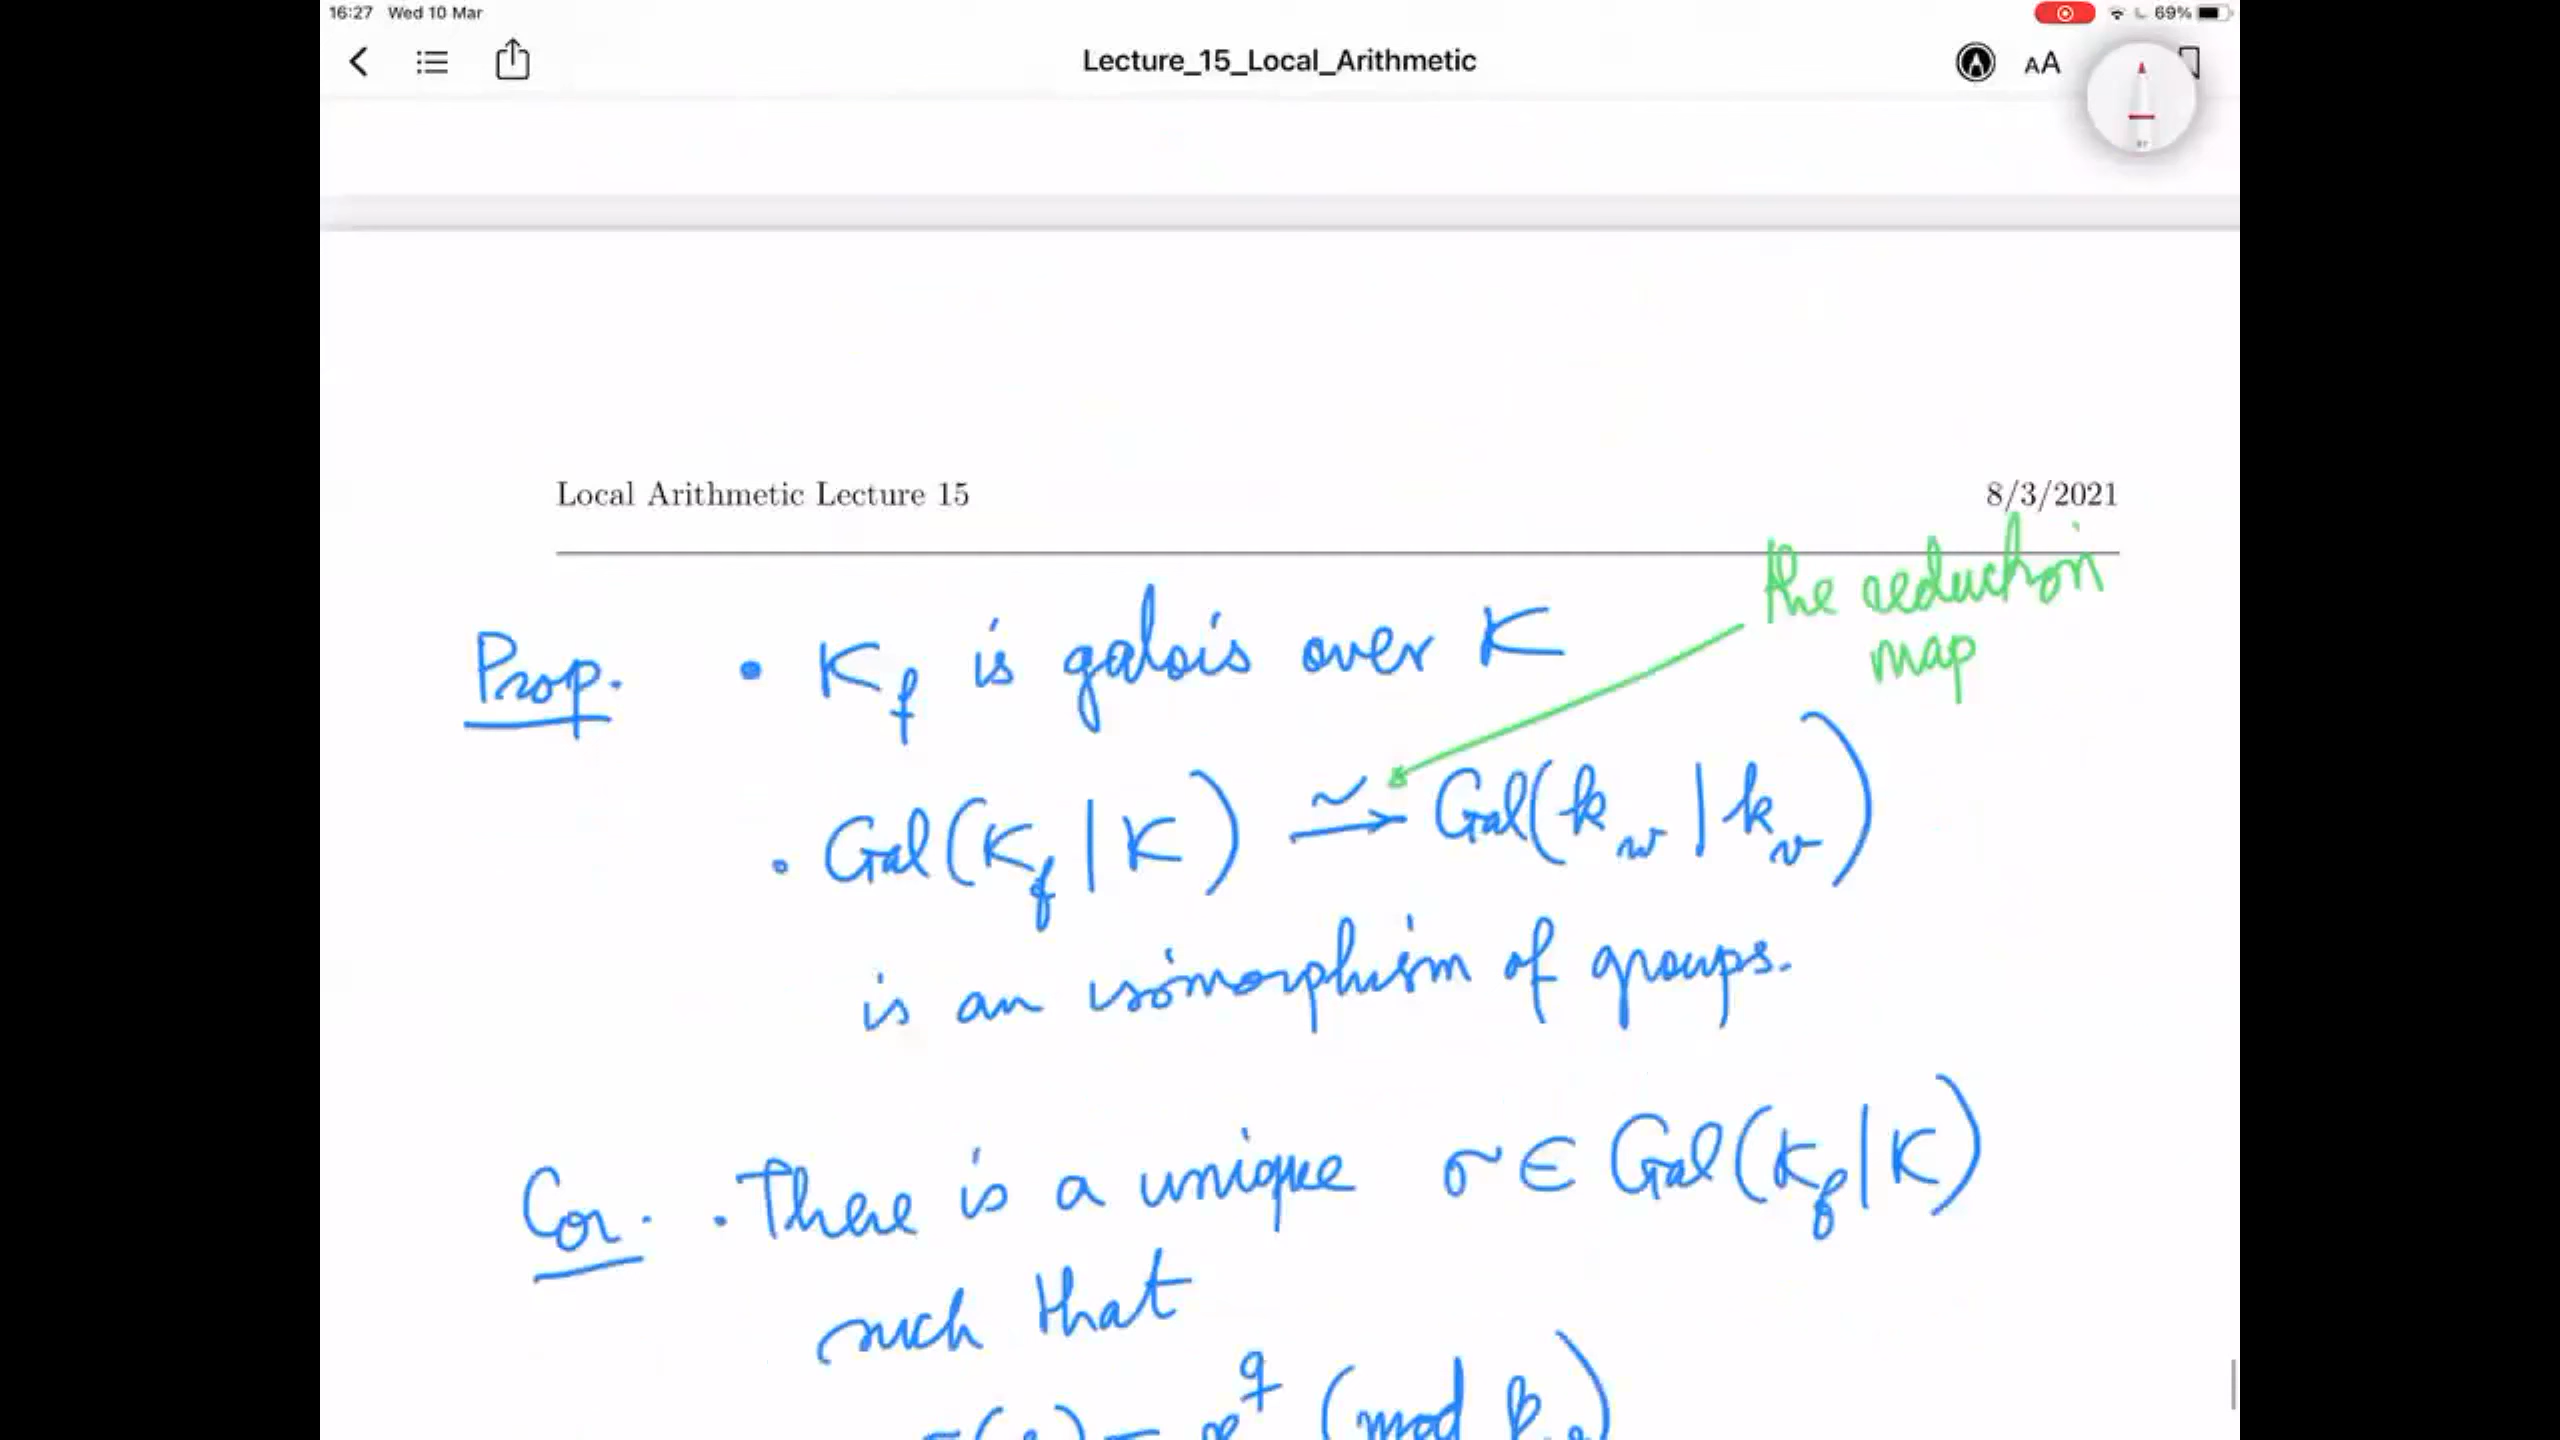 16:27 Wed 10 Mar 69%
Lecture_15_Local_Arithmetic
AA
Local Arithmetic Lecture 15 8/3/2021
the reduction
map
Prop. • K_f is galois over K
• Gal(K_f | K) ⥲ Gal(k_w | k_v)
is an isomorphism of groups.
Cor. • There is a unique σ ∈ Gal(K_f | K)
such that
x^q (mod